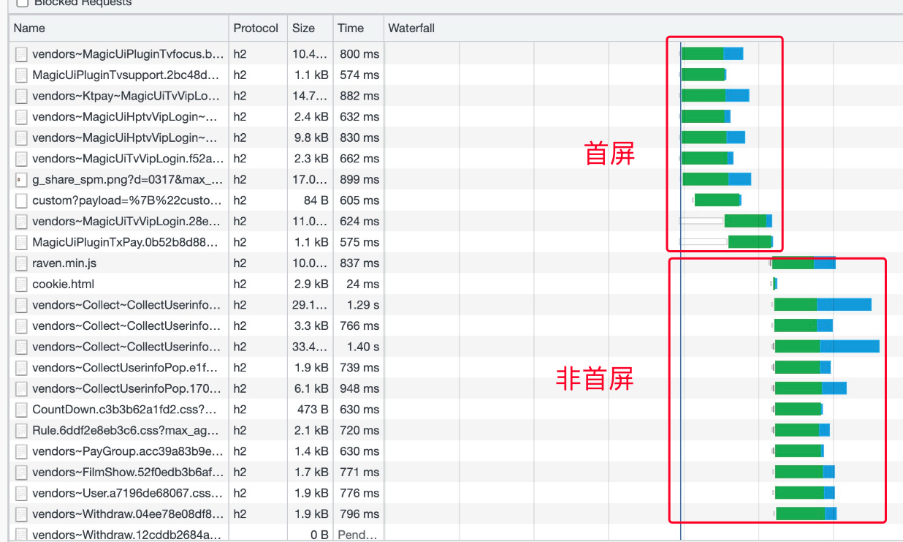 Blocked Requests
Name Protocol Size Time Waterfall
vendors~MagicUiPluginTvfocus.b... h2 10.4... 800 ms
MagicUiPluginTvsupport.2bc48d... h2 1.1 kB 574 ms
vendors~Ktpay~MagicUiTvVipLo... h2 14.7... 882 ms
vendors~MagicUiHptvVipLogin~... h2 2.4 kB 632 ms
vendors~MagicUiHptvVipLogin~... h2 9.8 kB 830 ms
首屏
vendors~MagicUiTvVipLogin.f52a... h2 2.3 kB 662 ms
g_share_spm.png?d=0317&max_... h2 17.0... 899 ms
custom?payload=%7B%22custo... h2 84 B 605 ms
vendors~MagicUiTvVipLogin.28e... h2 11.0... 624 ms
MagicUiPluginTxPay.0b52b8d88... h2 1.1 kB 575 ms
raven.min.js h2 10.0... 837 ms
cookie.html h2 2.9 kB 24 ms
vendors~Collect~CollectUserinfo... h2 29.1... 1.29 s
vendors~Collect~CollectUserinfo... h2 3.3 kB 766 ms
vendors~Collect~CollectUserinfo... h2 33.4... 1.40 s
vendors~CollectUserinfoPop.e1f... h2 1.9 kB 739 ms
非首屏
vendors~CollectUserinfoPop.170... h2 6.1 kB 948 ms
CountDown.c3b3b62a1fd2.css?... h2 473 B 630 ms
Rule.6ddf2e8eb3c6.css?max_ag... h2 2.1 kB 720 ms
vendors~PayGroup.acc39a83b9e... h2 1.4 kB 630 ms
vendors~FilmShow.52f0edb3b6af... h2 1.7 kB 771 ms
vendors~User.a7196de68067.css... h2 1.9 kB 776 ms
vendors~Withdraw.04ee78e08df8... h2 1.9 kB 796 ms
vendors~Withdraw.12cddb2684a... 0 B Pend...